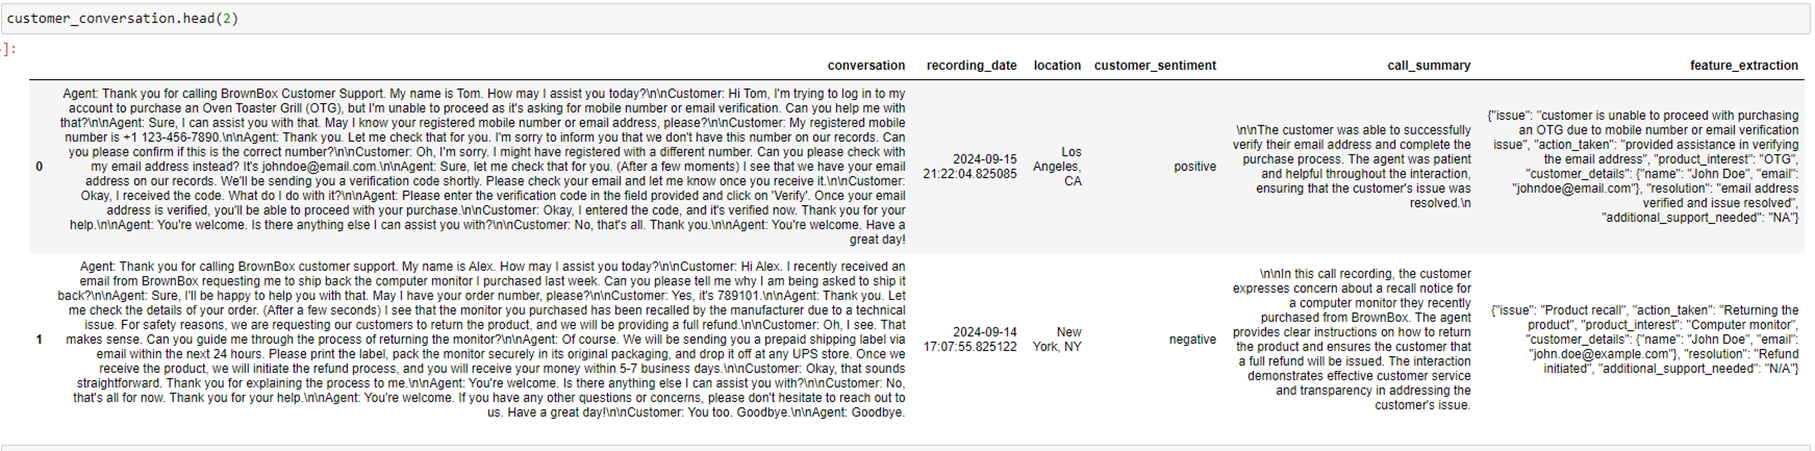 customer_conversation.head(2)
]:
conversation recording_date location customer_sentiment call_summary feature_extraction
0
Agent: Thank you for calling BrownBox Customer Support. My name is Tom. How may I assist you today?\n\nCustomer: Hi Tom, I'm trying to log in to my
account to purchase an Oven Toaster Grill (OTG), but I'm unable to proceed as it's asking for mobile number or email verification. Can you help me with
that?\n\nAgent: Sure, I can assist you with that. May I know your registered mobile number or email address, please?\n\nCustomer: My registered mobile
number is +1 123-456-7890.\n\nAgent: Thank you. Let me check that for you. I'm sorry to inform you that we don't have this number on our records. Can
you please confirm if this is the correct number?\n\nCustomer: Oh, I'm sorry. I might have registered with a different number. Can you please check with
my email address instead? It's johndoe@email.com.\n\nAgent: Sure, let me check that for you. (After a few moments) I see that we have your email
address on our records. We'll be sending you a verification code shortly. Please check your email and let me know once you receive it.\n\nCustomer:
Okay, I received the code. What do I do with it?\n\nAgent: Please enter the verification code in the field provided and click on 'Verify'. Once your email
address is verified, you'll be able to proceed with your purchase.\n\nCustomer: Okay, I entered the code, and it's verified now. Thank you for your
help.\n\nAgent: You're welcome. Is there anything else I can assist you with?\n\nCustomer: No, that's all. Thank you.\n\nAgent: You're welcome. Have a
great day!
2024-09-15
21:22:04.825085
Los
Angeles,
CA
positive
\n\nThe customer was able to successfully
verify their email address and complete the
purchase process. The agent was patient
and helpful throughout the interaction,
ensuring that the customer's issue was
resolved.\n
{"issue": "customer is unable to proceed with purchasing
an OTG due to mobile number or email verification
issue", "action_taken": "provided assistance in verifying
the email address", "product_interest": "OTG",
"customer_details": {"name": "John Doe", "email":
"johndoe@email.com"}, "resolution": "email address
verified and issue resolved",
"additional_support_needed": "NA"}
1
Agent: Thank you for calling BrownBox customer support. My name is Alex. How may I assist you today?\n\nCustomer: Hi Alex. I recently received an
email from BrownBox requesting me to ship back the computer monitor I purchased last week. Can you please tell me why I am being asked to ship it
back?\n\nAgent: Sure, I'll be happy to help you with that. May I have your order number, please?\n\nCustomer: Yes, it's 789101.\n\nAgent: Thank you. Let
me check the details of your order. (After a few seconds) I see that the monitor you purchased has been recalled by the manufacturer due to a technical
issue. For safety reasons, we are requesting our customers to return the product, and we will be providing a full refund.\n\nCustomer: Oh, I see. That
makes sense. Can you guide me through the process of returning the monitor?\n\nAgent: Of course. We will be sending you a prepaid shipping label via
email within the next 24 hours. Please print the label, pack the monitor securely in its original packaging, and drop it off at any UPS store. Once we
receive the product, we will initiate the refund process, and you will receive your money within 5-7 business days.\n\nCustomer: Okay, that sounds
straightforward. Thank you for explaining the process to me.\n\nAgent: You're welcome. Is there anything else I can assist you with?\n\nCustomer: No,
that's all for now. Thank you for your help.\n\nAgent: You're welcome. If you have any other questions or concerns, please don't hesitate to reach out to
us. Have a great day!\n\nCustomer: You too. Goodbye.\n\nAgent: Goodbye.
2024-09-14
17:07:55.825122
New
York, NY
negative
\n\nIn this call recording, the customer
expresses concern about a recall notice
for a computer monitor they recently
purchased from BrownBox. The agent
provides clear instructions on how to return
the product and ensures the customer that
a full refund will be issued. The interaction
demonstrates effective customer service
and transparency in addressing the
customer's issue.
{"issue": "Product recall", "action_taken": "Returning the
product", "product_interest": "Computer monitor",
"customer_details": {"name": "John Doe", "email":
"john.doe@example.com"}, "resolution": "Refund
initiated", "additional_support_needed": "N/A"}